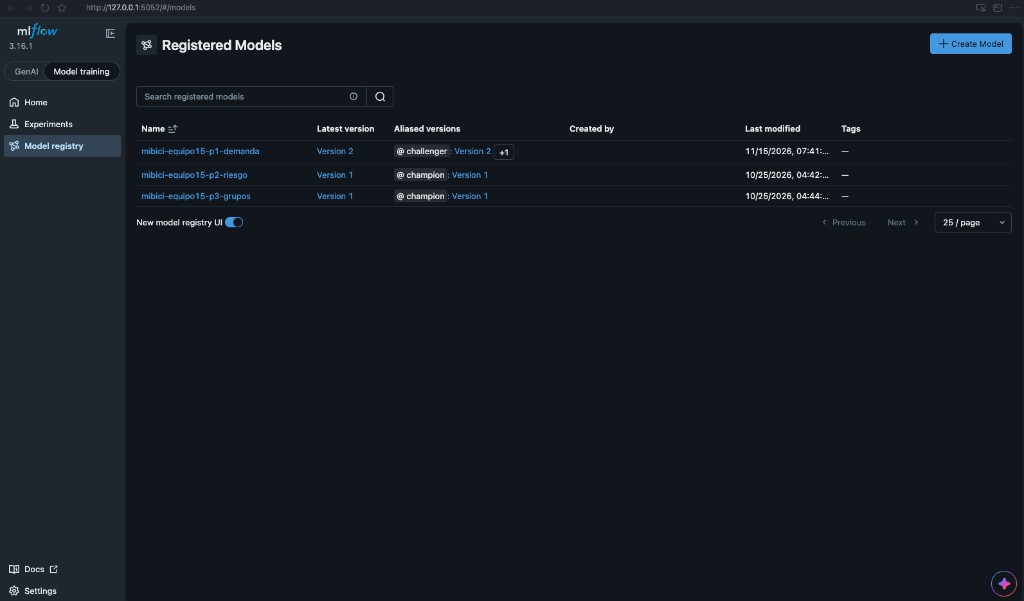 http://127.0.0.1:5052/#/models
mlflow
3.16.1
GenAI Model training
Home
Experiments
Model registry
Docs
Settings
Registered Models
Create Model
Search registered models
Name Latest version Aliased versions Created by Last modified Tags
mibici-equipo15-p1-demanda Version 2 @ challenger : Version 2 +1 11/15/2026, 07:41:... —
mibici-equipo15-p2-riesgo Version 1 @ champion : Version 1 10/25/2026, 04:42:... —
mibici-equipo15-p3-grupos Version 1 @ champion : Version 1 10/25/2026, 04:44:... —
New model registry UI Previous Next 25 / page